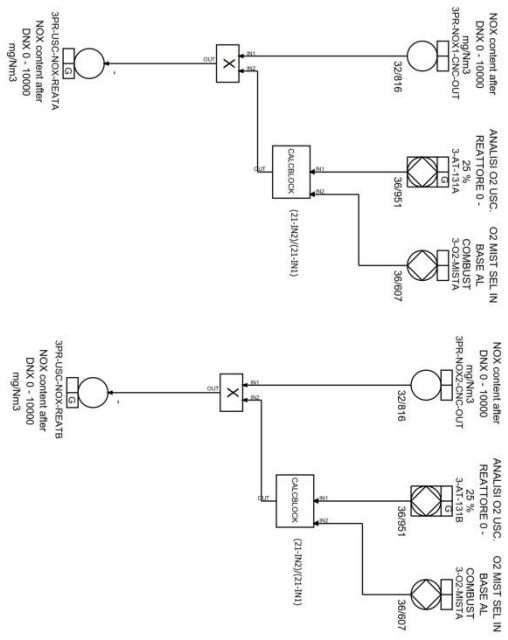 NOX content after
DNX 0 - 10000
mg/Nm3
3PR-NOX1-CNC-OUT
32/816
ANALISI O2 USC.
REATTORE 0 -
25 %
3-AT-131A
G
36/951
O2 MIST SEL IN
BASE AL
COMBUST
3-O2-MISTA
36/607
IN1
IN2
CALCBLOCK
(21-IN2)/(21-IN1)
OUT
IN1
IN2
X
OUT
-
G
3PR-USC-NOX-REATA
NOX content after
DNX 0 - 10000
mg/Nm3
NOX content after
DNX 0 - 10000
mg/Nm3
3PR-NOX2-CNC-OUT
32/816
ANALISI O2 USC.
REATTORE 0 -
25 %
3-AT-131B
G
36/951
O2 MIST SEL IN
BASE AL
COMBUST
3-O2-MISTA
36/607
IN1
IN2
CALCBLOCK
(21-IN2)/(21-IN1)
OUT
IN1
IN2
X
OUT
-
G
3PR-USC-NOX-REATB
NOX content after
DNX 0 - 10000
mg/Nm3